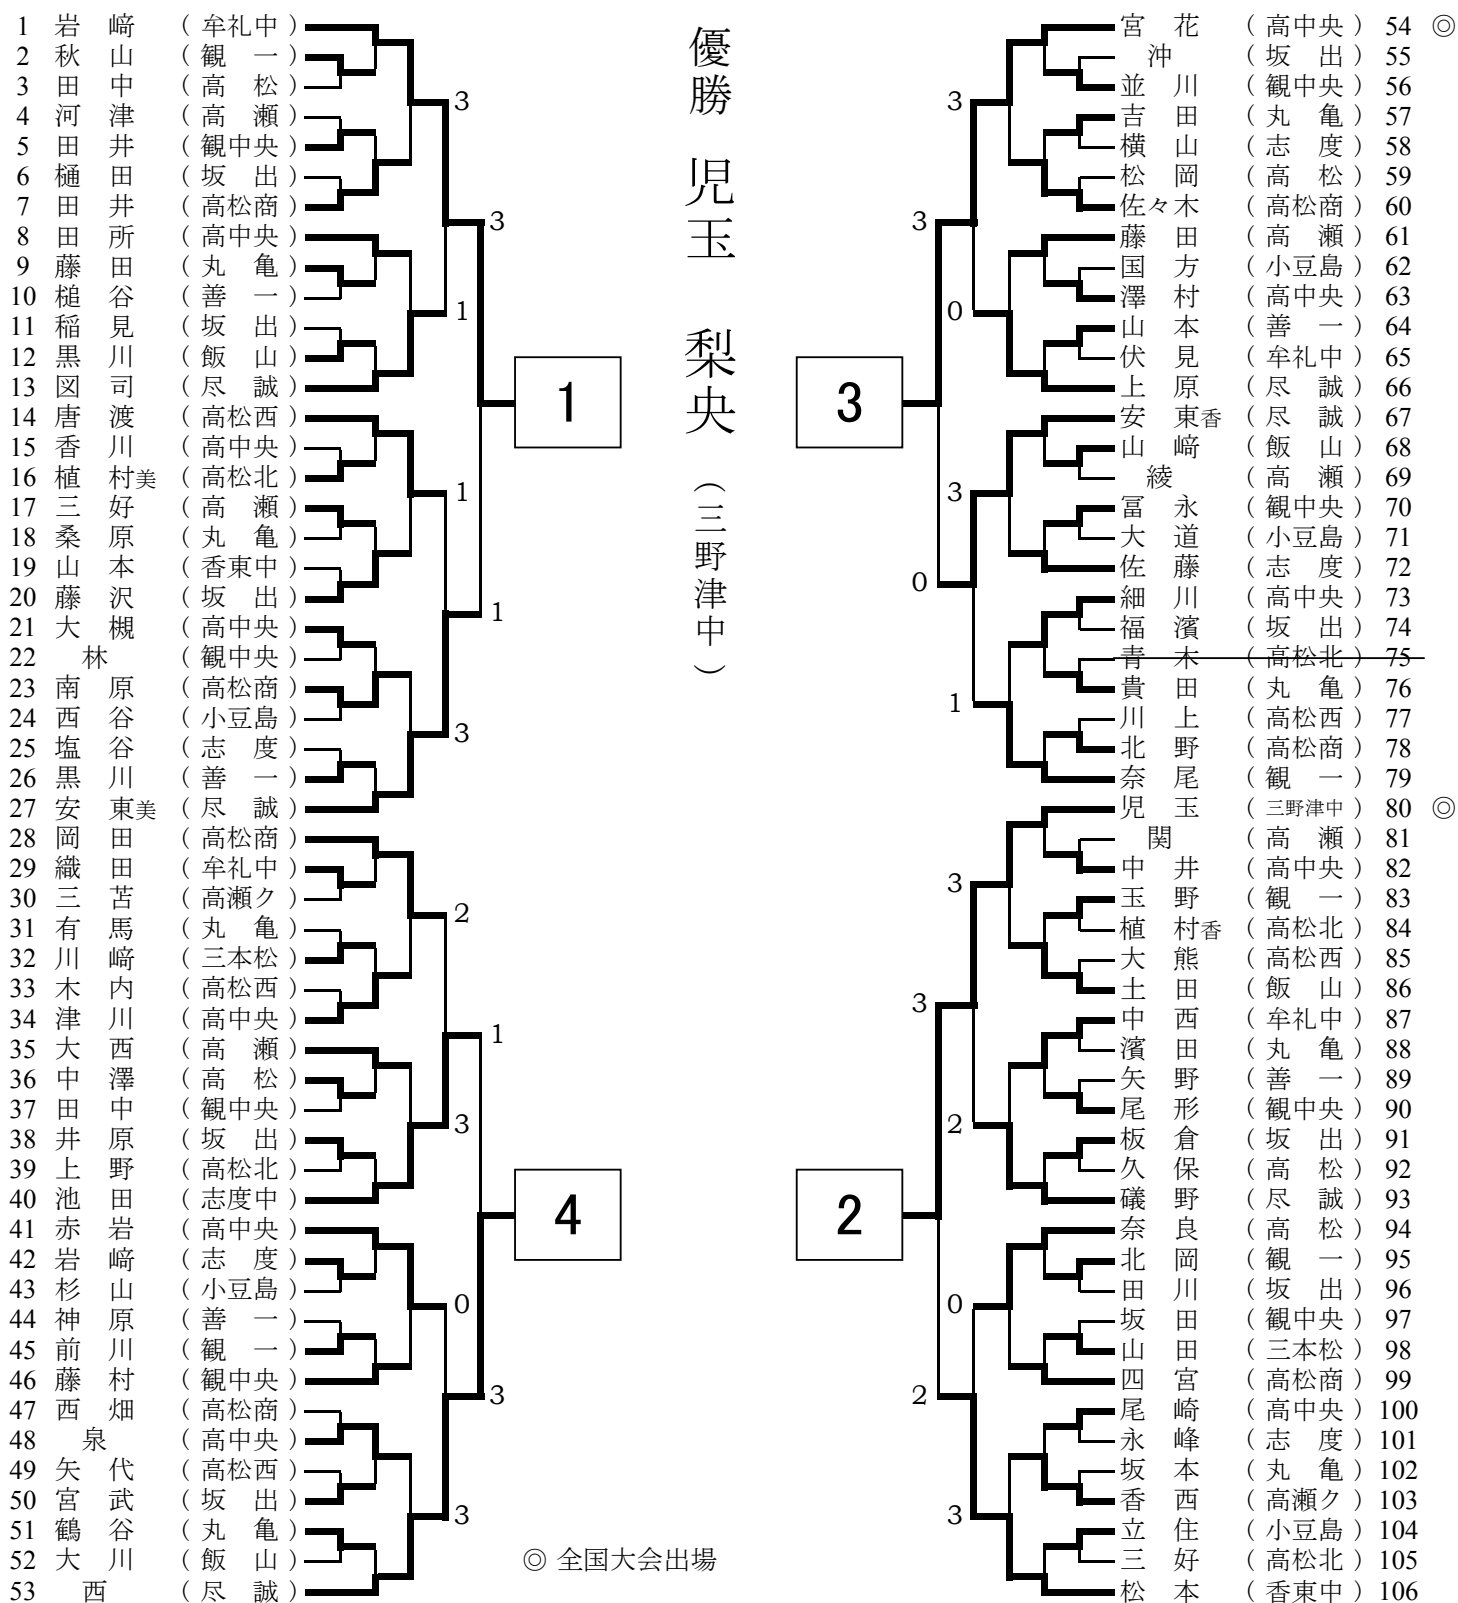 1 岩 﨑 （ 牟礼中 ）
2 秋 山 （ 観 一 ）
3 田 中 （ 高 松 ）
4 河 津 （ 高 瀬 ）
5 田 井 （ 観中央 ）
6 樋 田 （ 坂 出 ）
7 田 井 （ 高松商 ）
8 田 所 （ 高中央 ）
9 藤 田 （ 丸 亀 ）
10 槌 谷 （ 善 一 ）
11 稲 見 （ 坂 出 ）
12 黒 川 （ 飯 山 ）
13 図 司 （ 尽 誠 ）
14 唐 渡 （ 高松西 ）
15 香 川 （ 高中央 ）
16 植 村美 （ 高松北 ）
17 三 好 （ 高 瀬 ）
18 桑 原 （ 丸 亀 ）
19 山 本 （ 香東中 ）
20 藤 沢 （ 坂 出 ）
21 大 槻 （ 高中央 ）
22 林 （ 観中央 ）
23 南 原 （ 高松商 ）
24 西 谷 （ 小豆島 ）
25 塩 谷 （ 志 度 ）
26 黒 川 （ 善 一 ）
27 安 東美 （ 尽 誠 ）
28 岡 田 （ 高松商 ）
29 織 田 （ 牟礼中 ）
30 三 苫 （ 高瀬ク ）
31 有 馬 （ 丸 亀 ）
32 川 﨑 （ 三本松 ）
33 木 内 （ 高松西 ）
34 津 川 （ 高中央 ）
35 大 西 （ 高 瀬 ）
36 中 澤 （ 高 松 ）
37 田 中 （ 観中央 ）
38 井 原 （ 坂 出 ）
39 上 野 （ 高松北 ）
40 池 田 （ 志度中 ）
41 赤 岩 （ 高中央 ）
42 岩 﨑 （ 志 度 ）
43 杉 山 （ 小豆島 ）
44 神 原 （ 善 一 ）
45 前 川 （ 観 一 ）
46 藤 村 （ 観中央 ）
47 西 畑 （ 高松商 ）
48 泉 （ 高中央 ）
49 矢 代 （ 高松西 ）
50 宮 武 （ 坂 出 ）
51 鶴 谷 （ 丸 亀 ）
52 大 川 （ 飯 山 ）
53 西 （ 尽 誠 ）
3
1
1
3
2
3
0
3
3
1
1
3
1
4
優勝 児玉 梨央 （三野津中）
◎ 全国大会出場
3
2
3
0
3
2
3
0
3
1
3
2
0
3
宮 花 （ 高中央 ） 54 ◎
沖 （ 坂 出 ） 55
並 川 （ 観中央 ） 56
吉 田 （ 丸 亀 ） 57
横 山 （ 志 度 ） 58
松 岡 （ 高 松 ） 59
佐々木 （ 高松商 ） 60
藤 田 （ 高 瀬 ） 61
国 方 （ 小豆島 ） 62
澤 村 （ 高中央 ） 63
山 本 （ 善 一 ） 64
伏 見 （ 牟礼中 ） 65
上 原 （ 尽 誠 ） 66
安 東香 （ 尽 誠 ） 67
山 﨑 （ 飯 山 ） 68
綾 （ 高 瀬 ） 69
冨 永 （ 観中央 ） 70
大 道 （ 小豆島 ） 71
佐 藤 （ 志 度 ） 72
細 川 （ 高中央 ） 73
福 濱 （ 坂 出 ） 74
青 木 （ 高松北 ） 75
貴 田 （ 丸 亀 ） 76
川 上 （ 高松西 ） 77
北 野 （ 高松商 ） 78
奈 尾 （ 観 一 ） 79
児 玉 （ 三野津中 ） 80 ◎
関 （ 高 瀬 ） 81
中 井 （ 高中央 ） 82
玉 野 （ 観 一 ） 83
植 村香 （ 高松北 ） 84
大 熊 （ 高松西 ） 85
土 田 （ 飯 山 ） 86
中 西 （ 牟礼中 ） 87
濱 田 （ 丸 亀 ） 88
矢 野 （ 善 一 ） 89
尾 形 （ 観中央 ） 90
板 倉 （ 坂 出 ） 91
久 保 （ 高 松 ） 92
礒 野 （ 尽 誠 ） 93
奈 良 （ 高 松 ） 94
北 岡 （ 観 一 ） 95
田 川 （ 坂 出 ） 96
坂 田 （ 観中央 ） 97
山 田 （ 三本松 ） 98
四 宮 （ 高松商 ） 99
尾 崎 （ 高中央 ） 100
永 峰 （ 志 度 ） 101
坂 本 （ 丸 亀 ） 102
香 西 （ 高瀬ク ） 103
立 住 （ 小豆島 ） 104
三 好 （ 高松北 ） 105
松 本 （ 香東中 ） 106